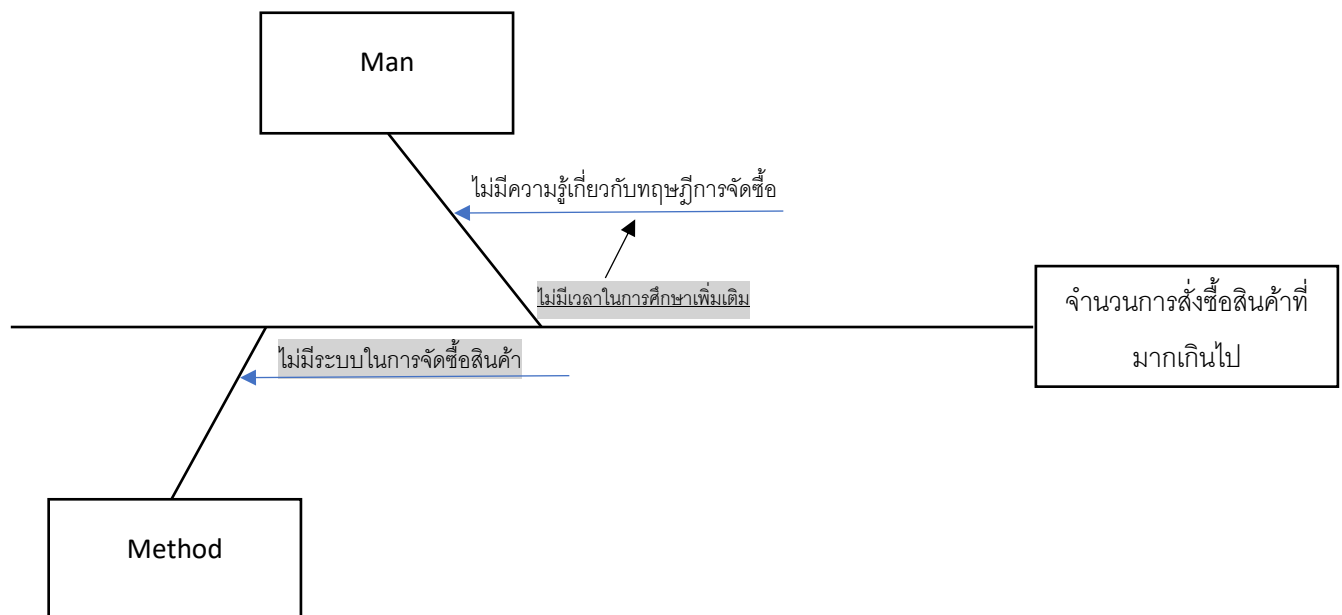 Man
ไม่มีความรู้เกี่ยวกับทฤษฎีการจัดซื้อ
ไม่มีเวลาในการศึกษาเพิ่มเติม
จำนวนการสั่งซื้อสินค้าที่
มากเกินไป
ไม่มีระบบในการจัดซื้อสินค้า
Method